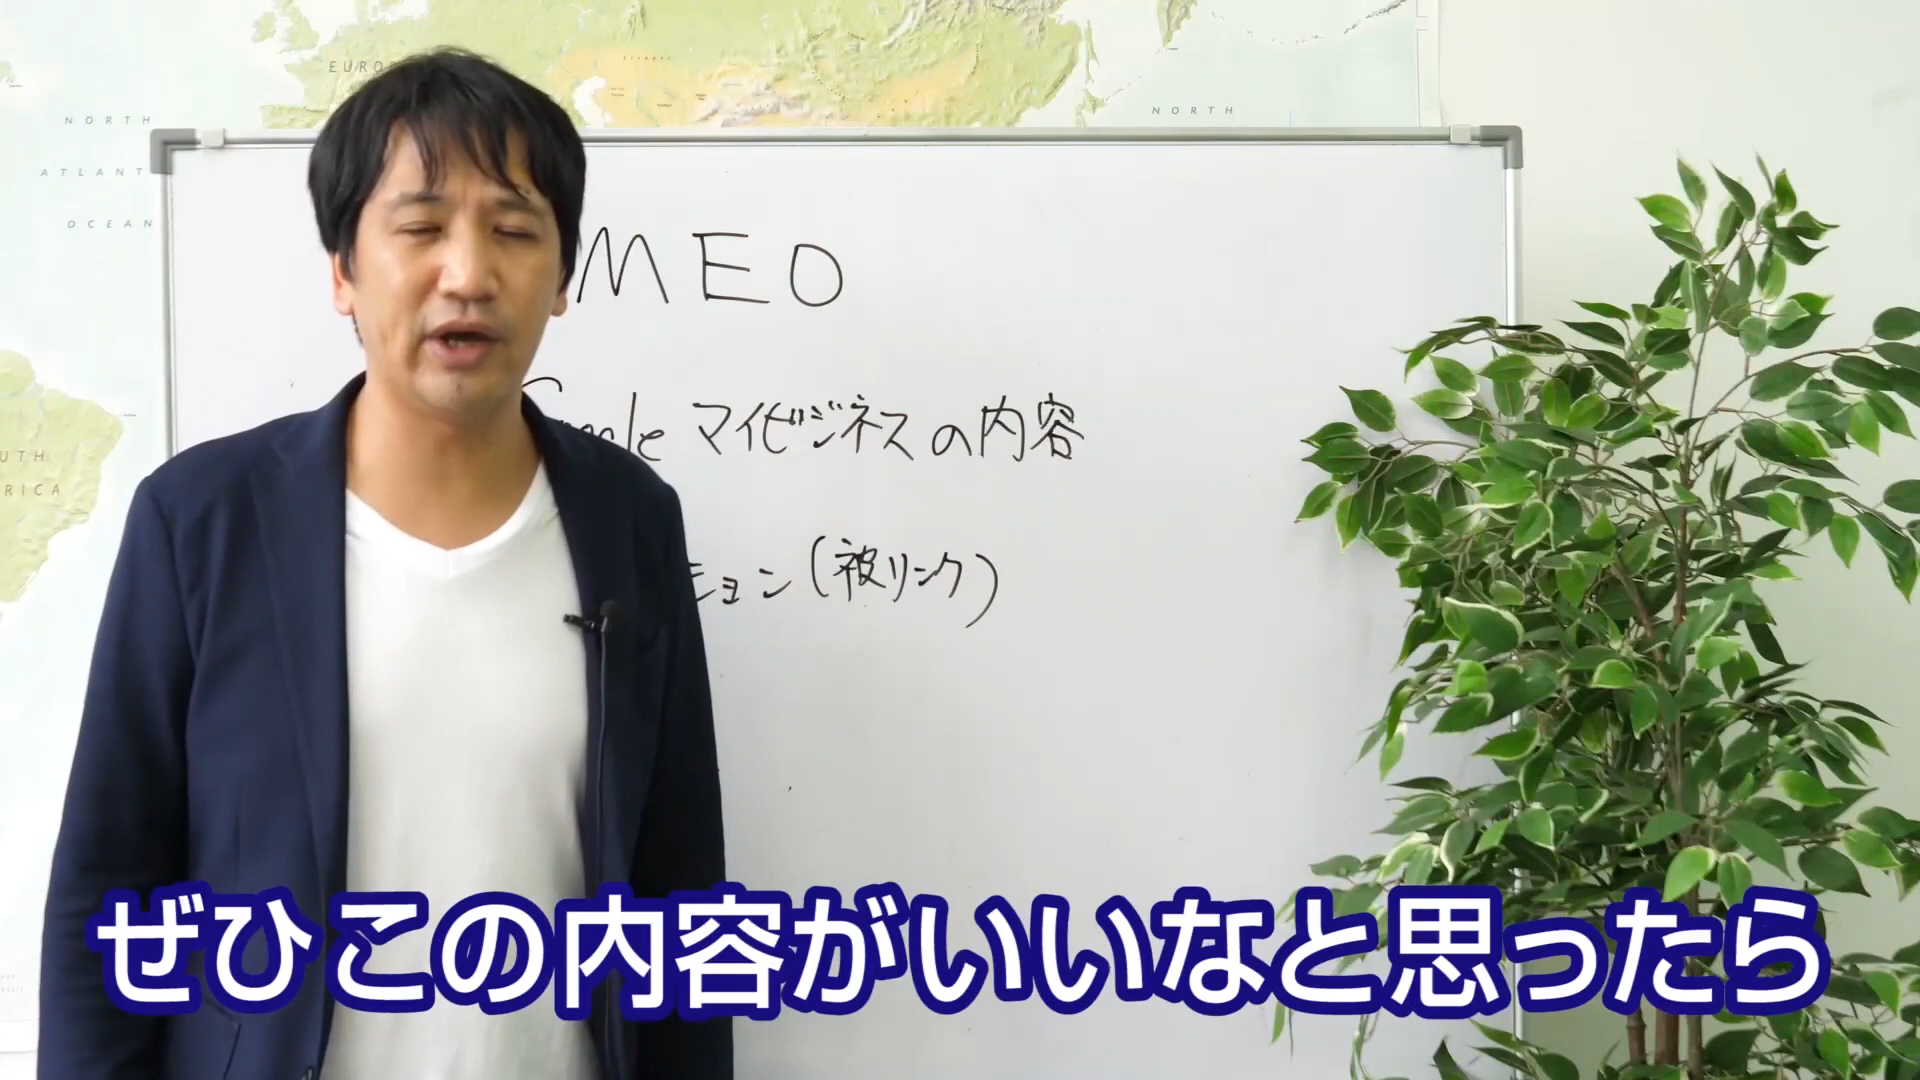 EURO
NORTH
NORTH
ATLANT
OCEAN
MEO
Google マイビジネスの内容
UTH
RICA
ション(被リンク)
ぜひこの内容がいいなと思ったら